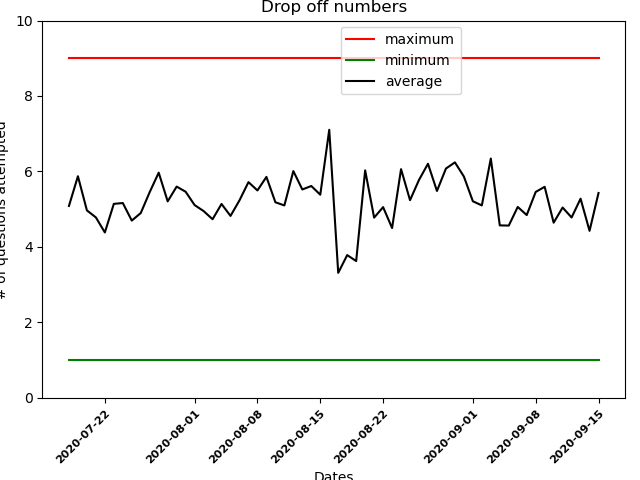 Drop off numbers
maximum
minimum
average
# of questions attempted
10
8
6
4
2
0
2020-07-22
2020-08-01
2020-08-08
2020-08-15
2020-08-22
2020-09-01
2020-09-08
2020-09-15
Dates